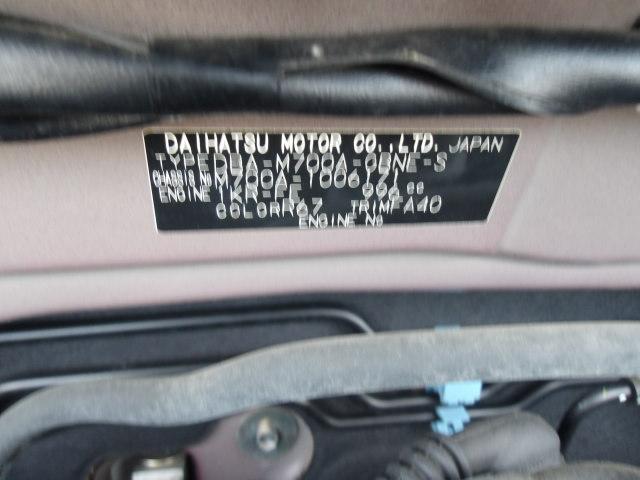 DAIHATSU MOTOR CO.,LTD. JAPAN
TYPE DBA-M700A-GBNE-S
CHASSIS NO
ENGINE 1KR-FE 996 cc
COLOR R67 TRIM FA40
ENGINE NO